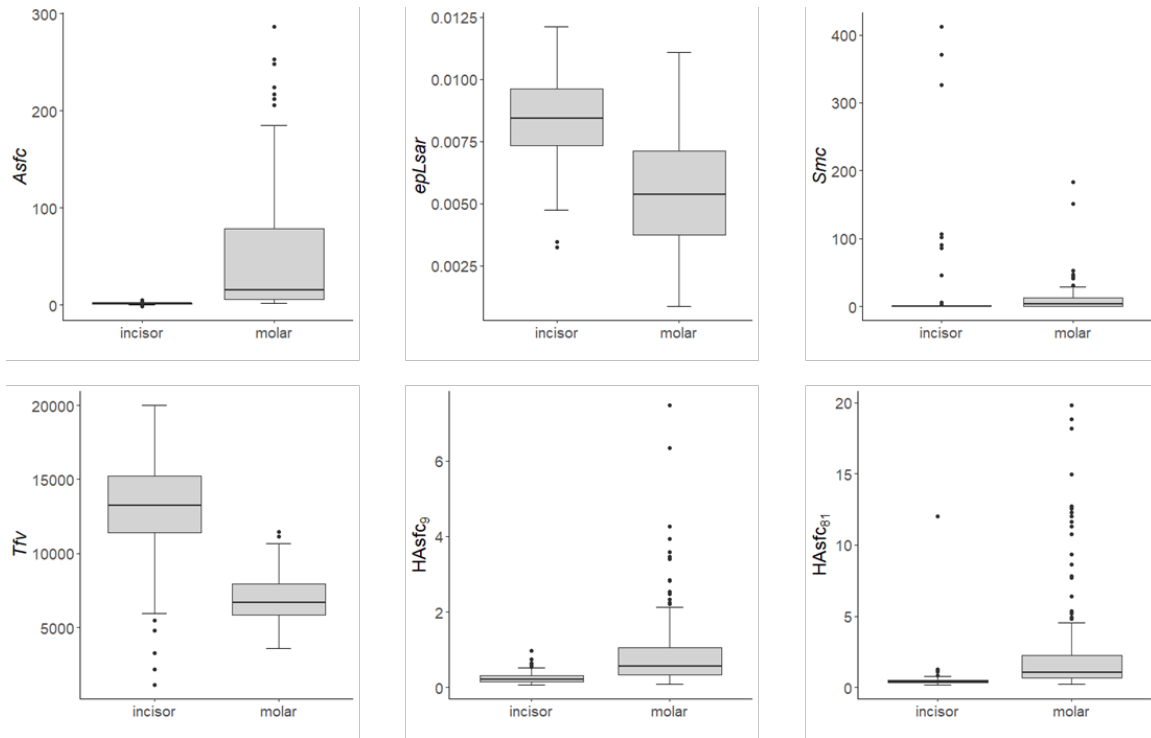 300
200
100
0
Asfc
incisor
molar
0.0125
0.0100
0.0075
0.0050
0.0025
epLsar
incisor
molar
400
300
200
100
0
Smc
incisor
molar
20000
15000
10000
5000
Tfv
incisor
molar
6
4
2
0
HAsfc₉
incisor
molar
20
15
10
5
0
HAsfc₈₁
incisor
molar